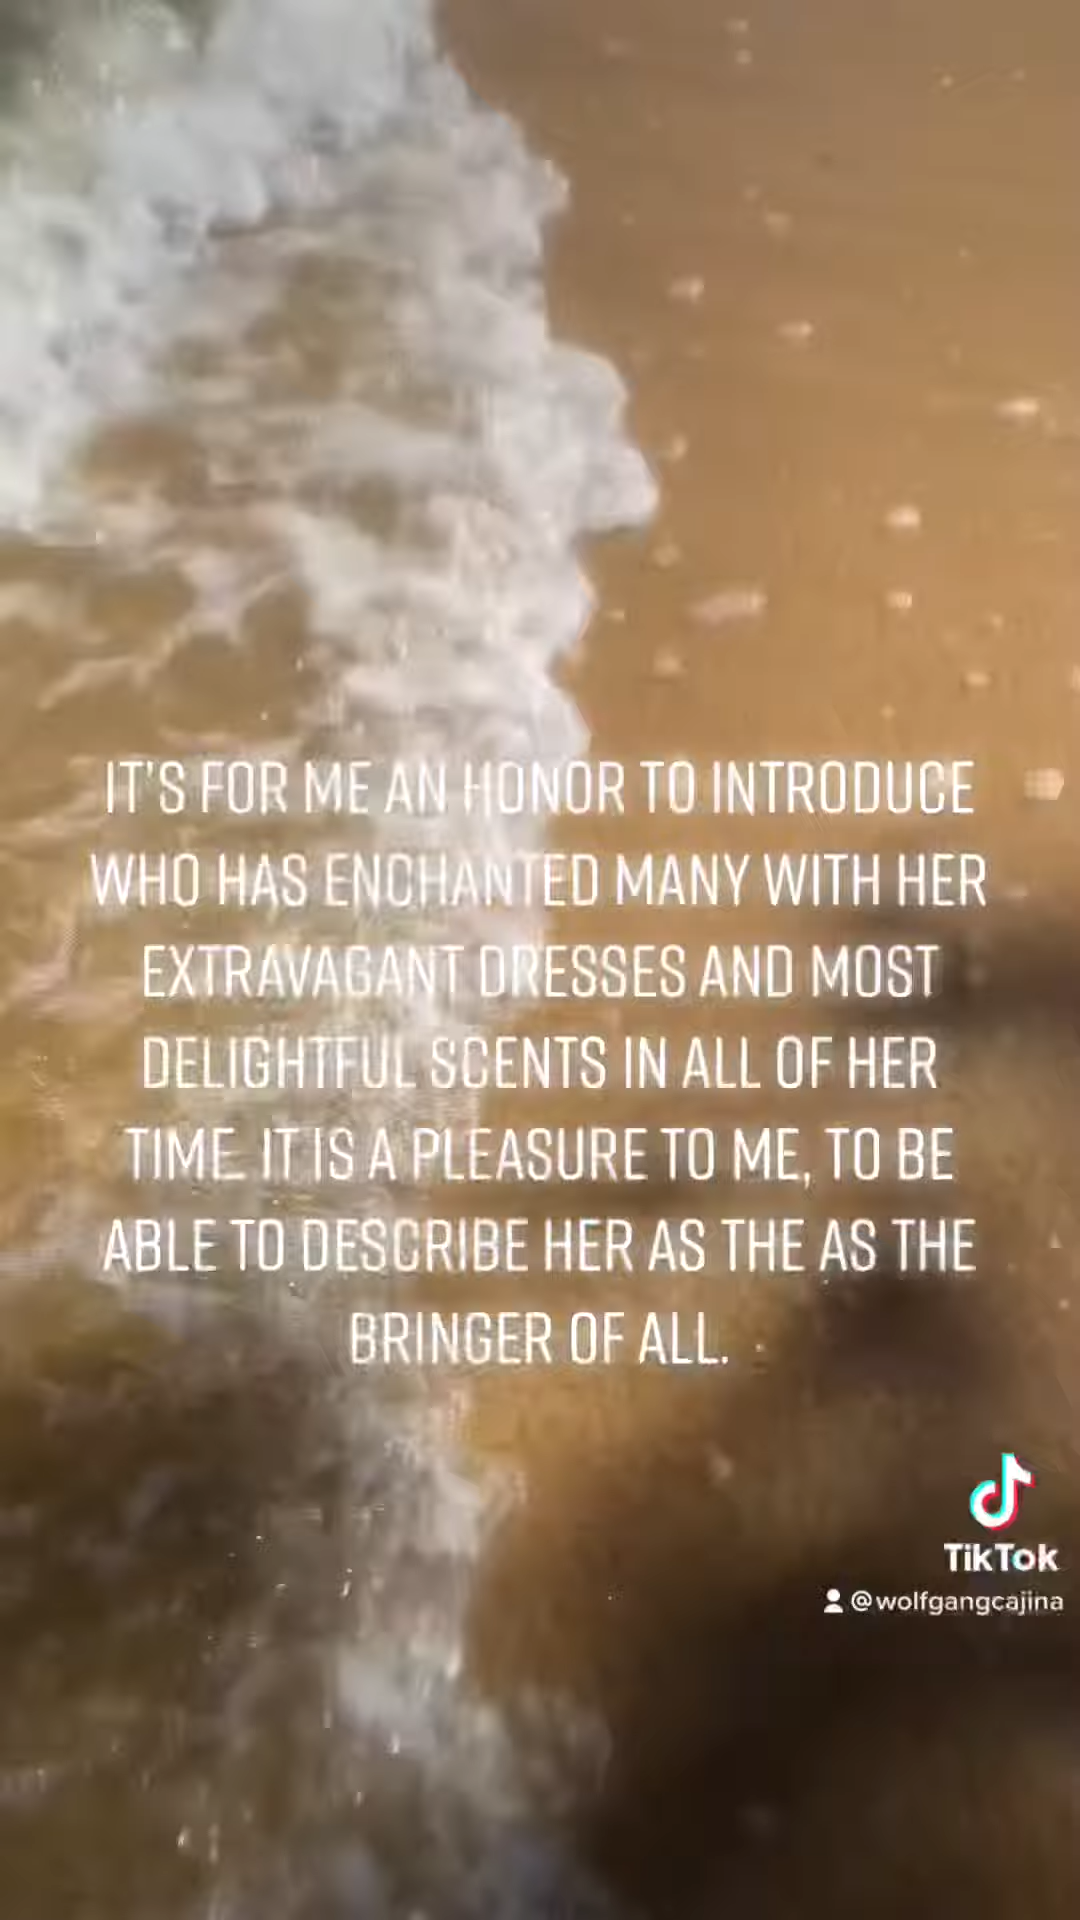 IT'S FOR ME AN HONOR TO INTRODUCE
WHO HAS ENCHANTED MANY WITH HER
EXTRAVAGANT DRESSES AND MOST
DELIGHTFUL SCENTS IN ALL OF HER
TIME. IT IS A PLEASURE TO ME, TO BE
ABLE TO DESCRIBE HER AS THE AS THE
BRINGER OF ALL.
TikTok
@wolfgangcajina